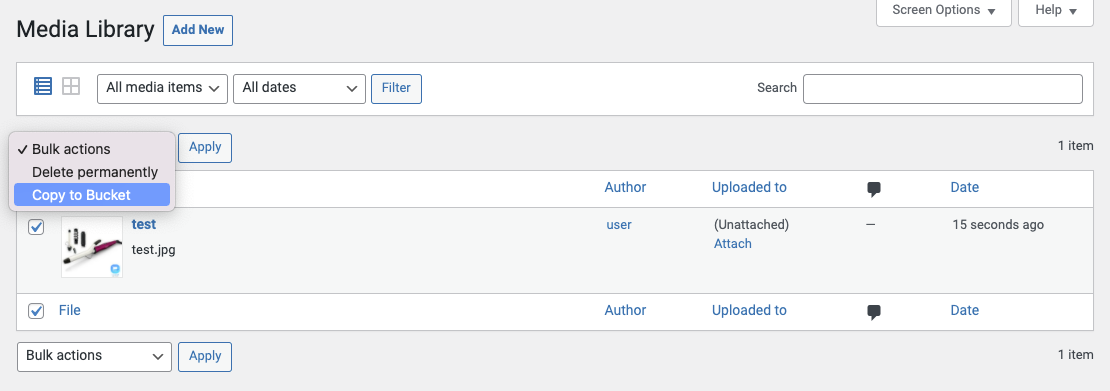 Screen Options Help
Media Library Add New
All media items All dates Filter Search
Bulk actions Apply 1 item
Delete permanently
Copy to Bucket
Author Uploaded to Date
test user (Unattached) — 15 seconds ago
test.jpg Attach
File Author Uploaded to Date
Bulk actions Apply 1 item